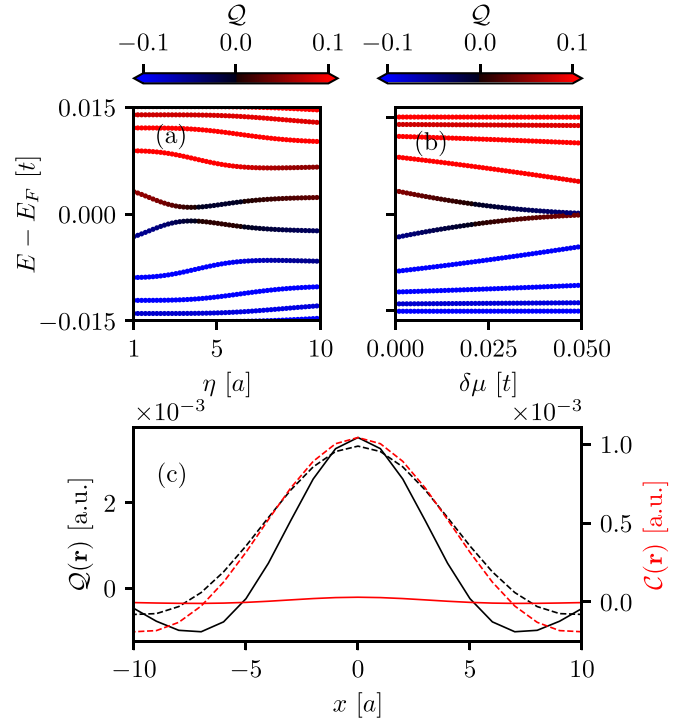 𝒬 𝒬
−0.1 0.0 0.1 −0.1 0.0 0.1
0.015
0.000
−0.015
E − E_F [t]
(a) (b)
1 5 10 0.000 0.025 0.050
η [a] δμ [t]
×10⁻³ ×10⁻³
(c)
𝒬(r) [a.u.]
2
0
1.0
0.5
0.0
𝒞(r) [a.u.]
−10 −5 0 5 10
x [a]